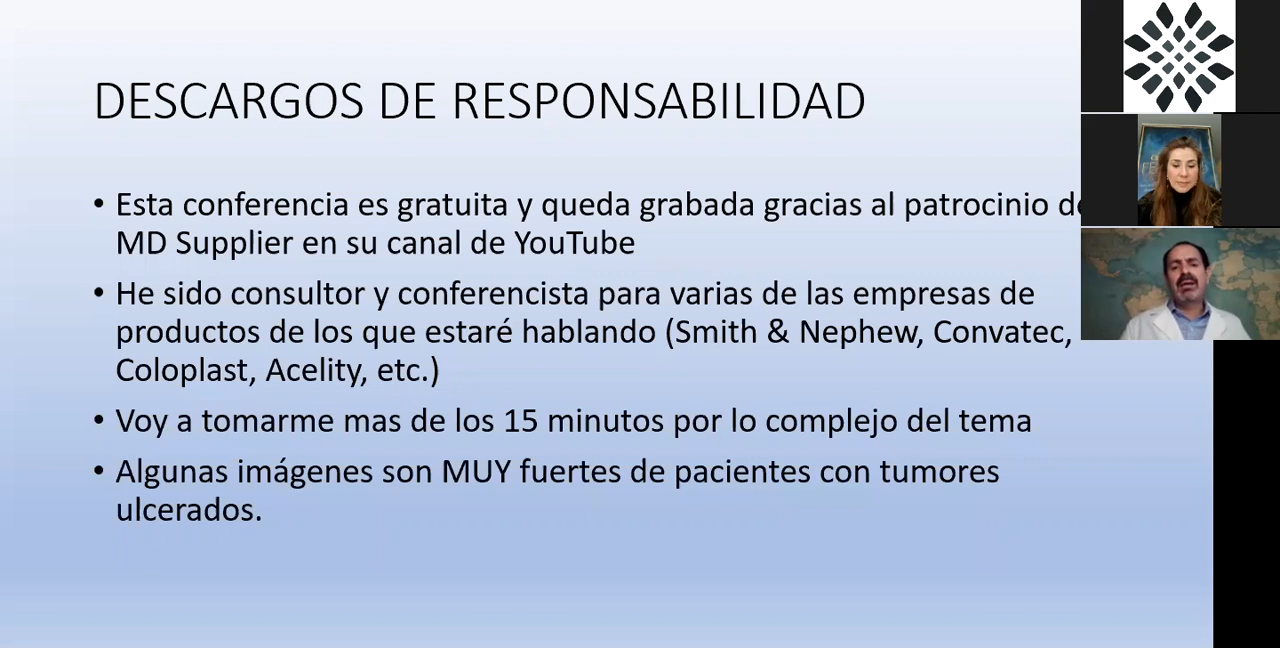 DESCARGOS DE RESPONSABILIDAD
• Esta conferencia es gratuita y queda grabada gracias al patrocinio de
MD Supplier en su canal de YouTube
• He sido consultor y conferencista para varias de las empresas de
productos de los que estaré hablando (Smith & Nephew, Convatec,
Coloplast, Acelity, etc.)
• Voy a tomarme mas de los 15 minutos por lo complejo del tema
• Algunas imágenes son MUY fuertes de pacientes con tumores
ulcerados.